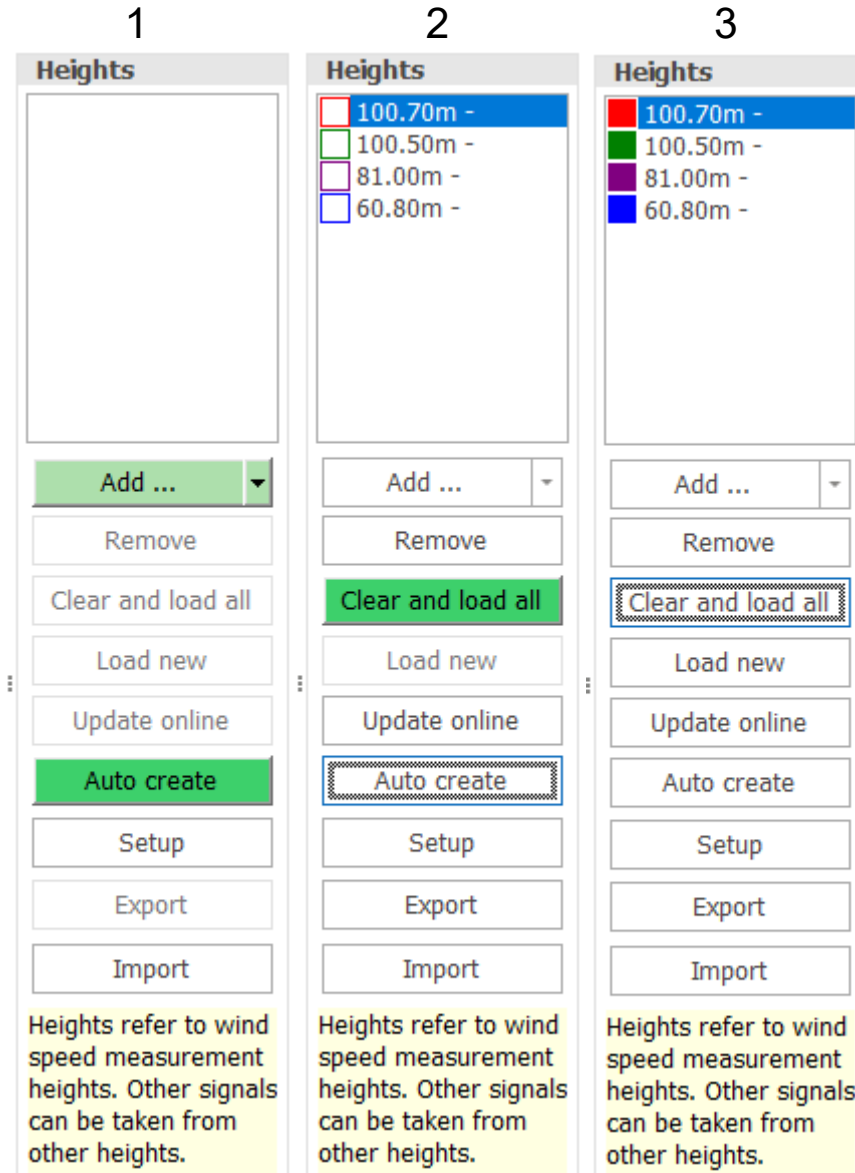 1
Heights
Add ...
Remove
Clear and load all
Load new
Update online
Auto create
Setup
Export
Import
Heights refer to wind
speed measurement
heights. Other signals
can be taken from
other heights.
2
Heights
100.70m -
100.50m -
81.00m -
60.80m -
Add ...
Remove
Clear and load all
Load new
Update online
Auto create
Setup
Export
Import
Heights refer to wind
speed measurement
heights. Other signals
can be taken from
other heights.
3
Heights
100.70m -
100.50m -
81.00m -
60.80m -
Add ...
Remove
Clear and load all
Load new
Update online
Auto create
Setup
Export
Import
Heights refer to wind
speed measurement
heights. Other signals
can be taken from
other heights.